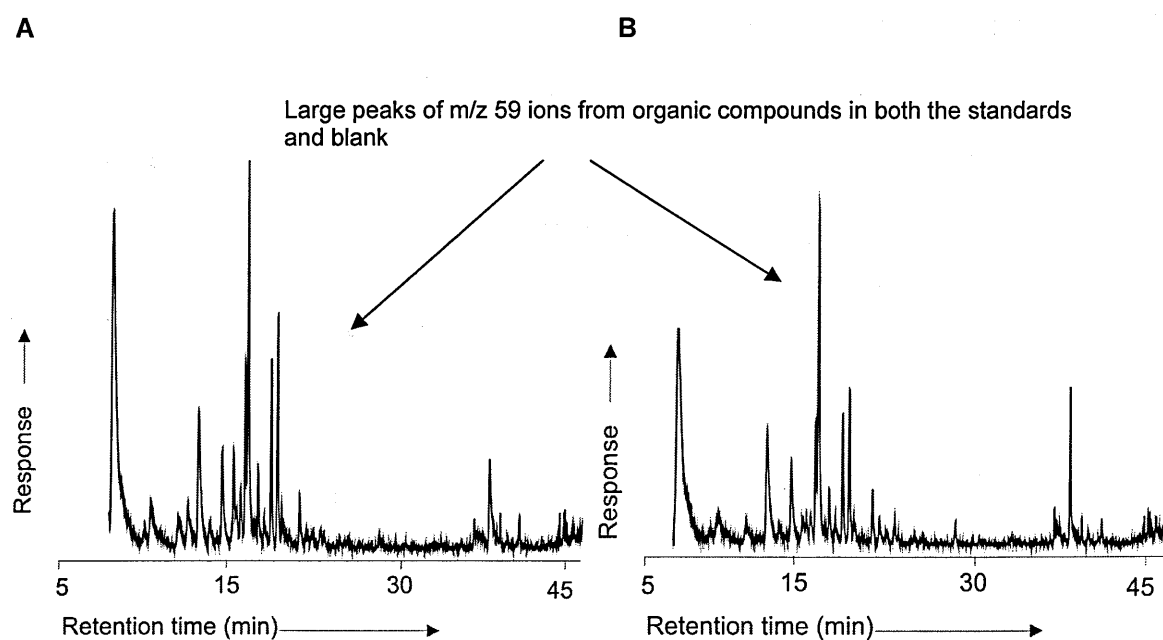 A
B
Large peaks of m/z 59 ions from organic compounds in both the standards
and blank
Response
Response
5
15
30
45
5
15
30
45
Retention time (min)
Retention time (min)